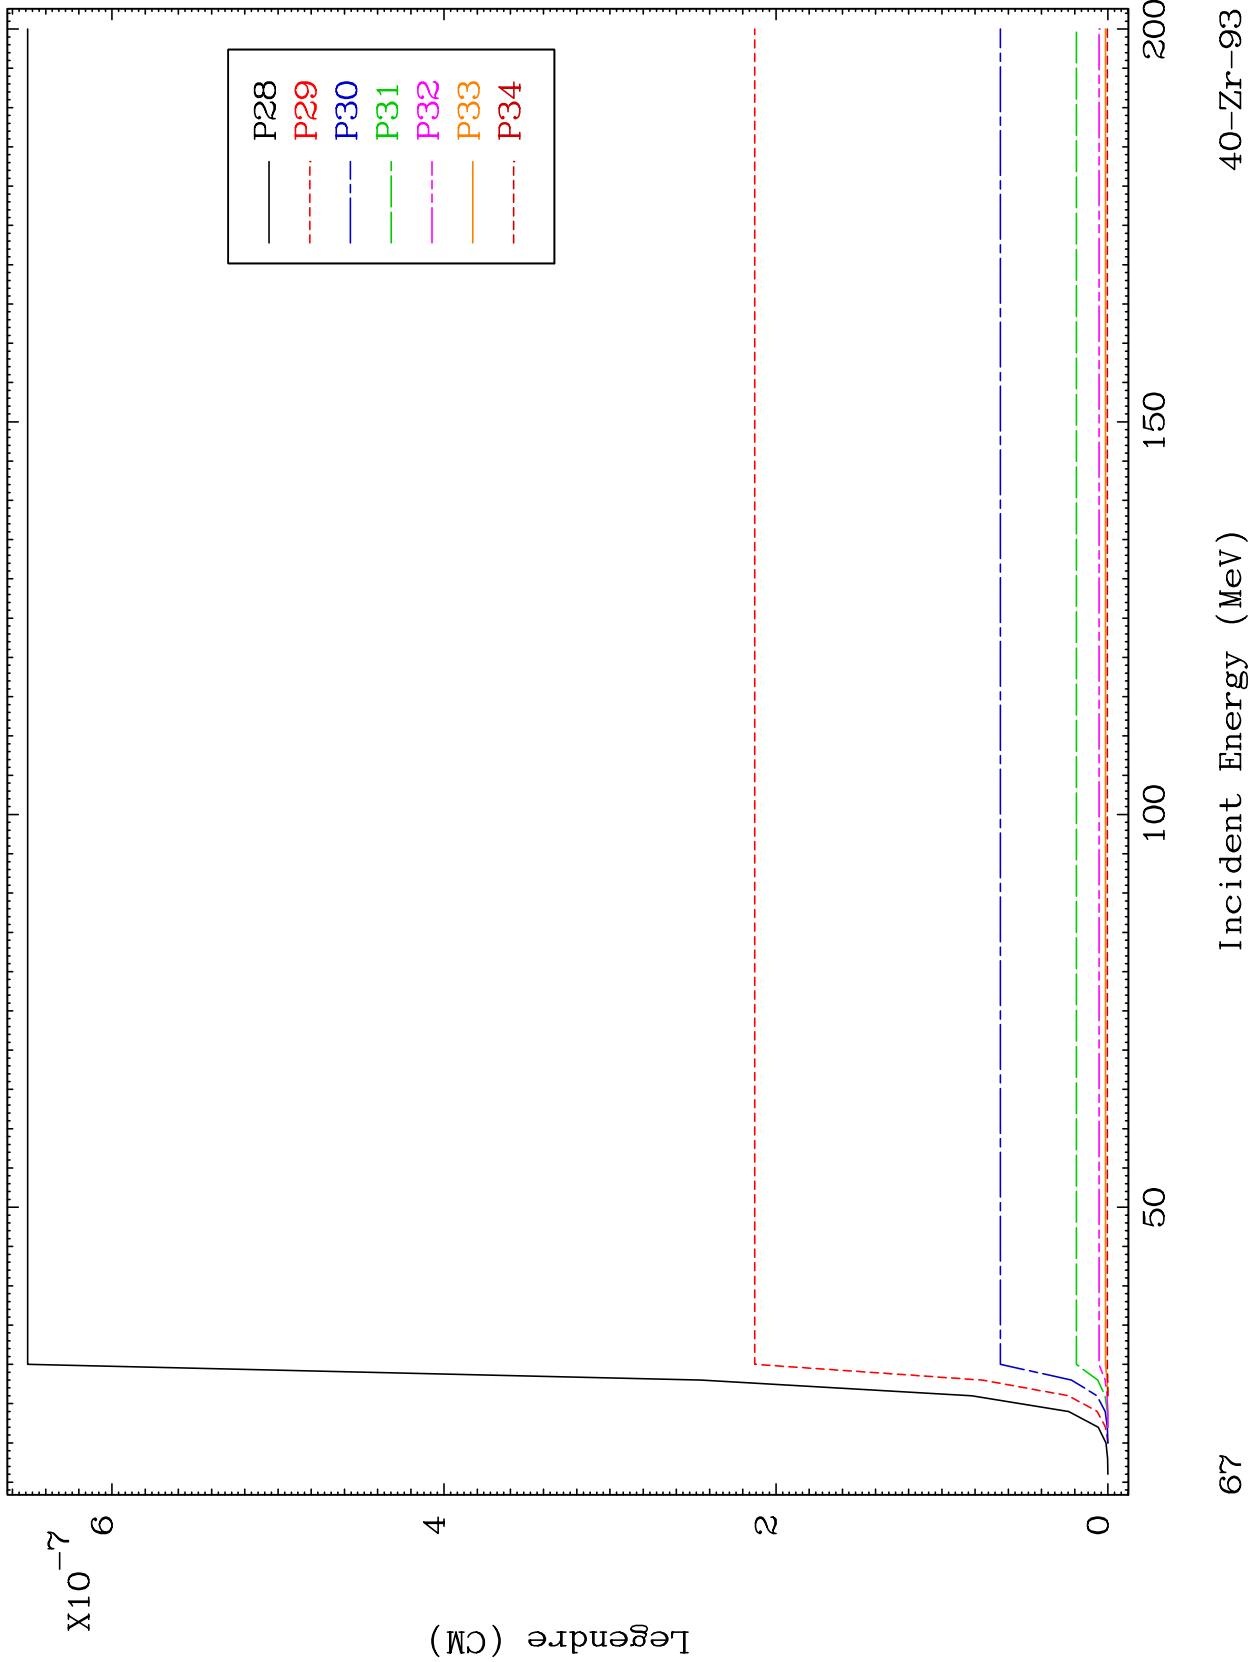 X10-7
6
4
2
0
Legendre (CM)
P28
P29
P30
P31
P32
P33
P34
50
100
150
200
Incident Energy (MeV)
67
40-Zr-93